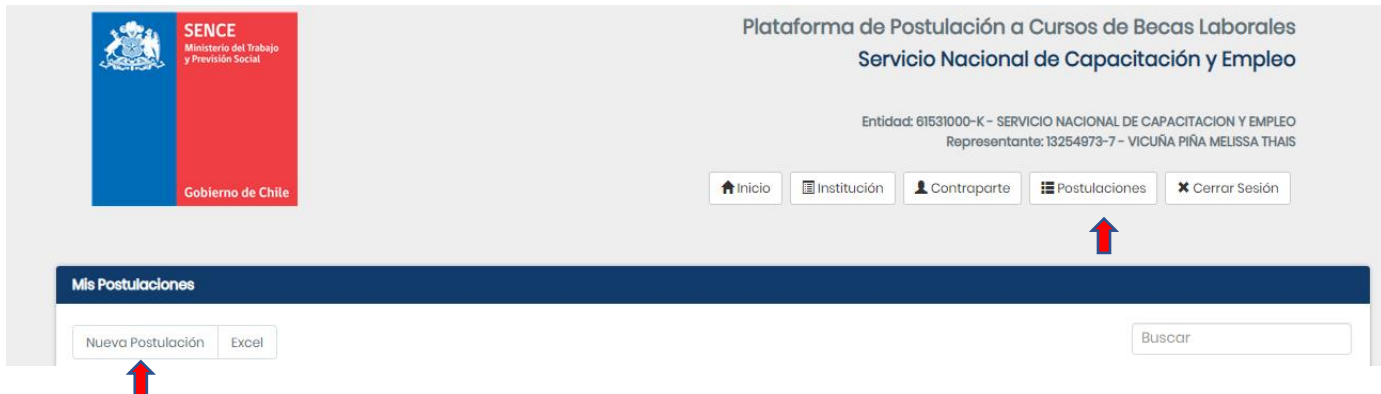 SENCE
Ministerio del Trabajo
y Previsión Social
Gobierno de Chile
Plataforma de Postulación a Cursos de Becas Laborales
Servicio Nacional de Capacitación y Empleo
Entidad: 61531000-K - SERVICIO NACIONAL DE CAPACITACION Y EMPLEO
Representante: 13254973-7 - VICUÑA PIÑA MELISSA THAIS
Inicio Institución Contraparte Postulaciones Cerrar Sesión
Mis Postulaciones
Nueva Postulación Excel Buscar